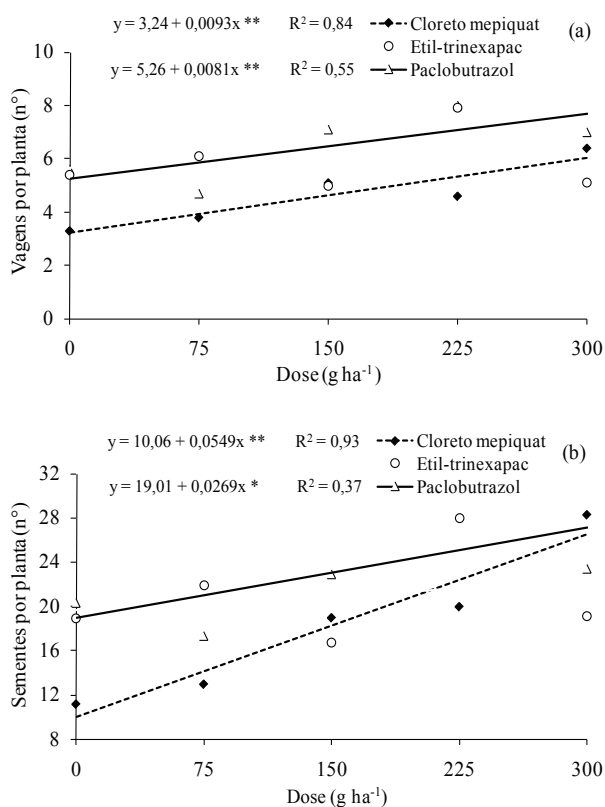 y = 3,24 + 0,0093x ** R² = 0,84 Cloreto mepiquat (a)
Etil-trinexapac
y = 5,26 + 0,0081x ** R² = 0,55 Paclobutrazol
Vagens por planta (n°)
10
8
6
4
2
0
0 75 150 225 300
Dose (g ha⁻¹)
y = 10,06 + 0,0549x ** R² = 0,93 Cloreto mepiquat (b)
Etil-trinexapac
y = 19,01 + 0,0269x * R² = 0,37 Paclobutrazol
Sementes por planta (n°)
32
28
24
20
16
12
8
0 75 150 225 300
Dose (g ha⁻¹)